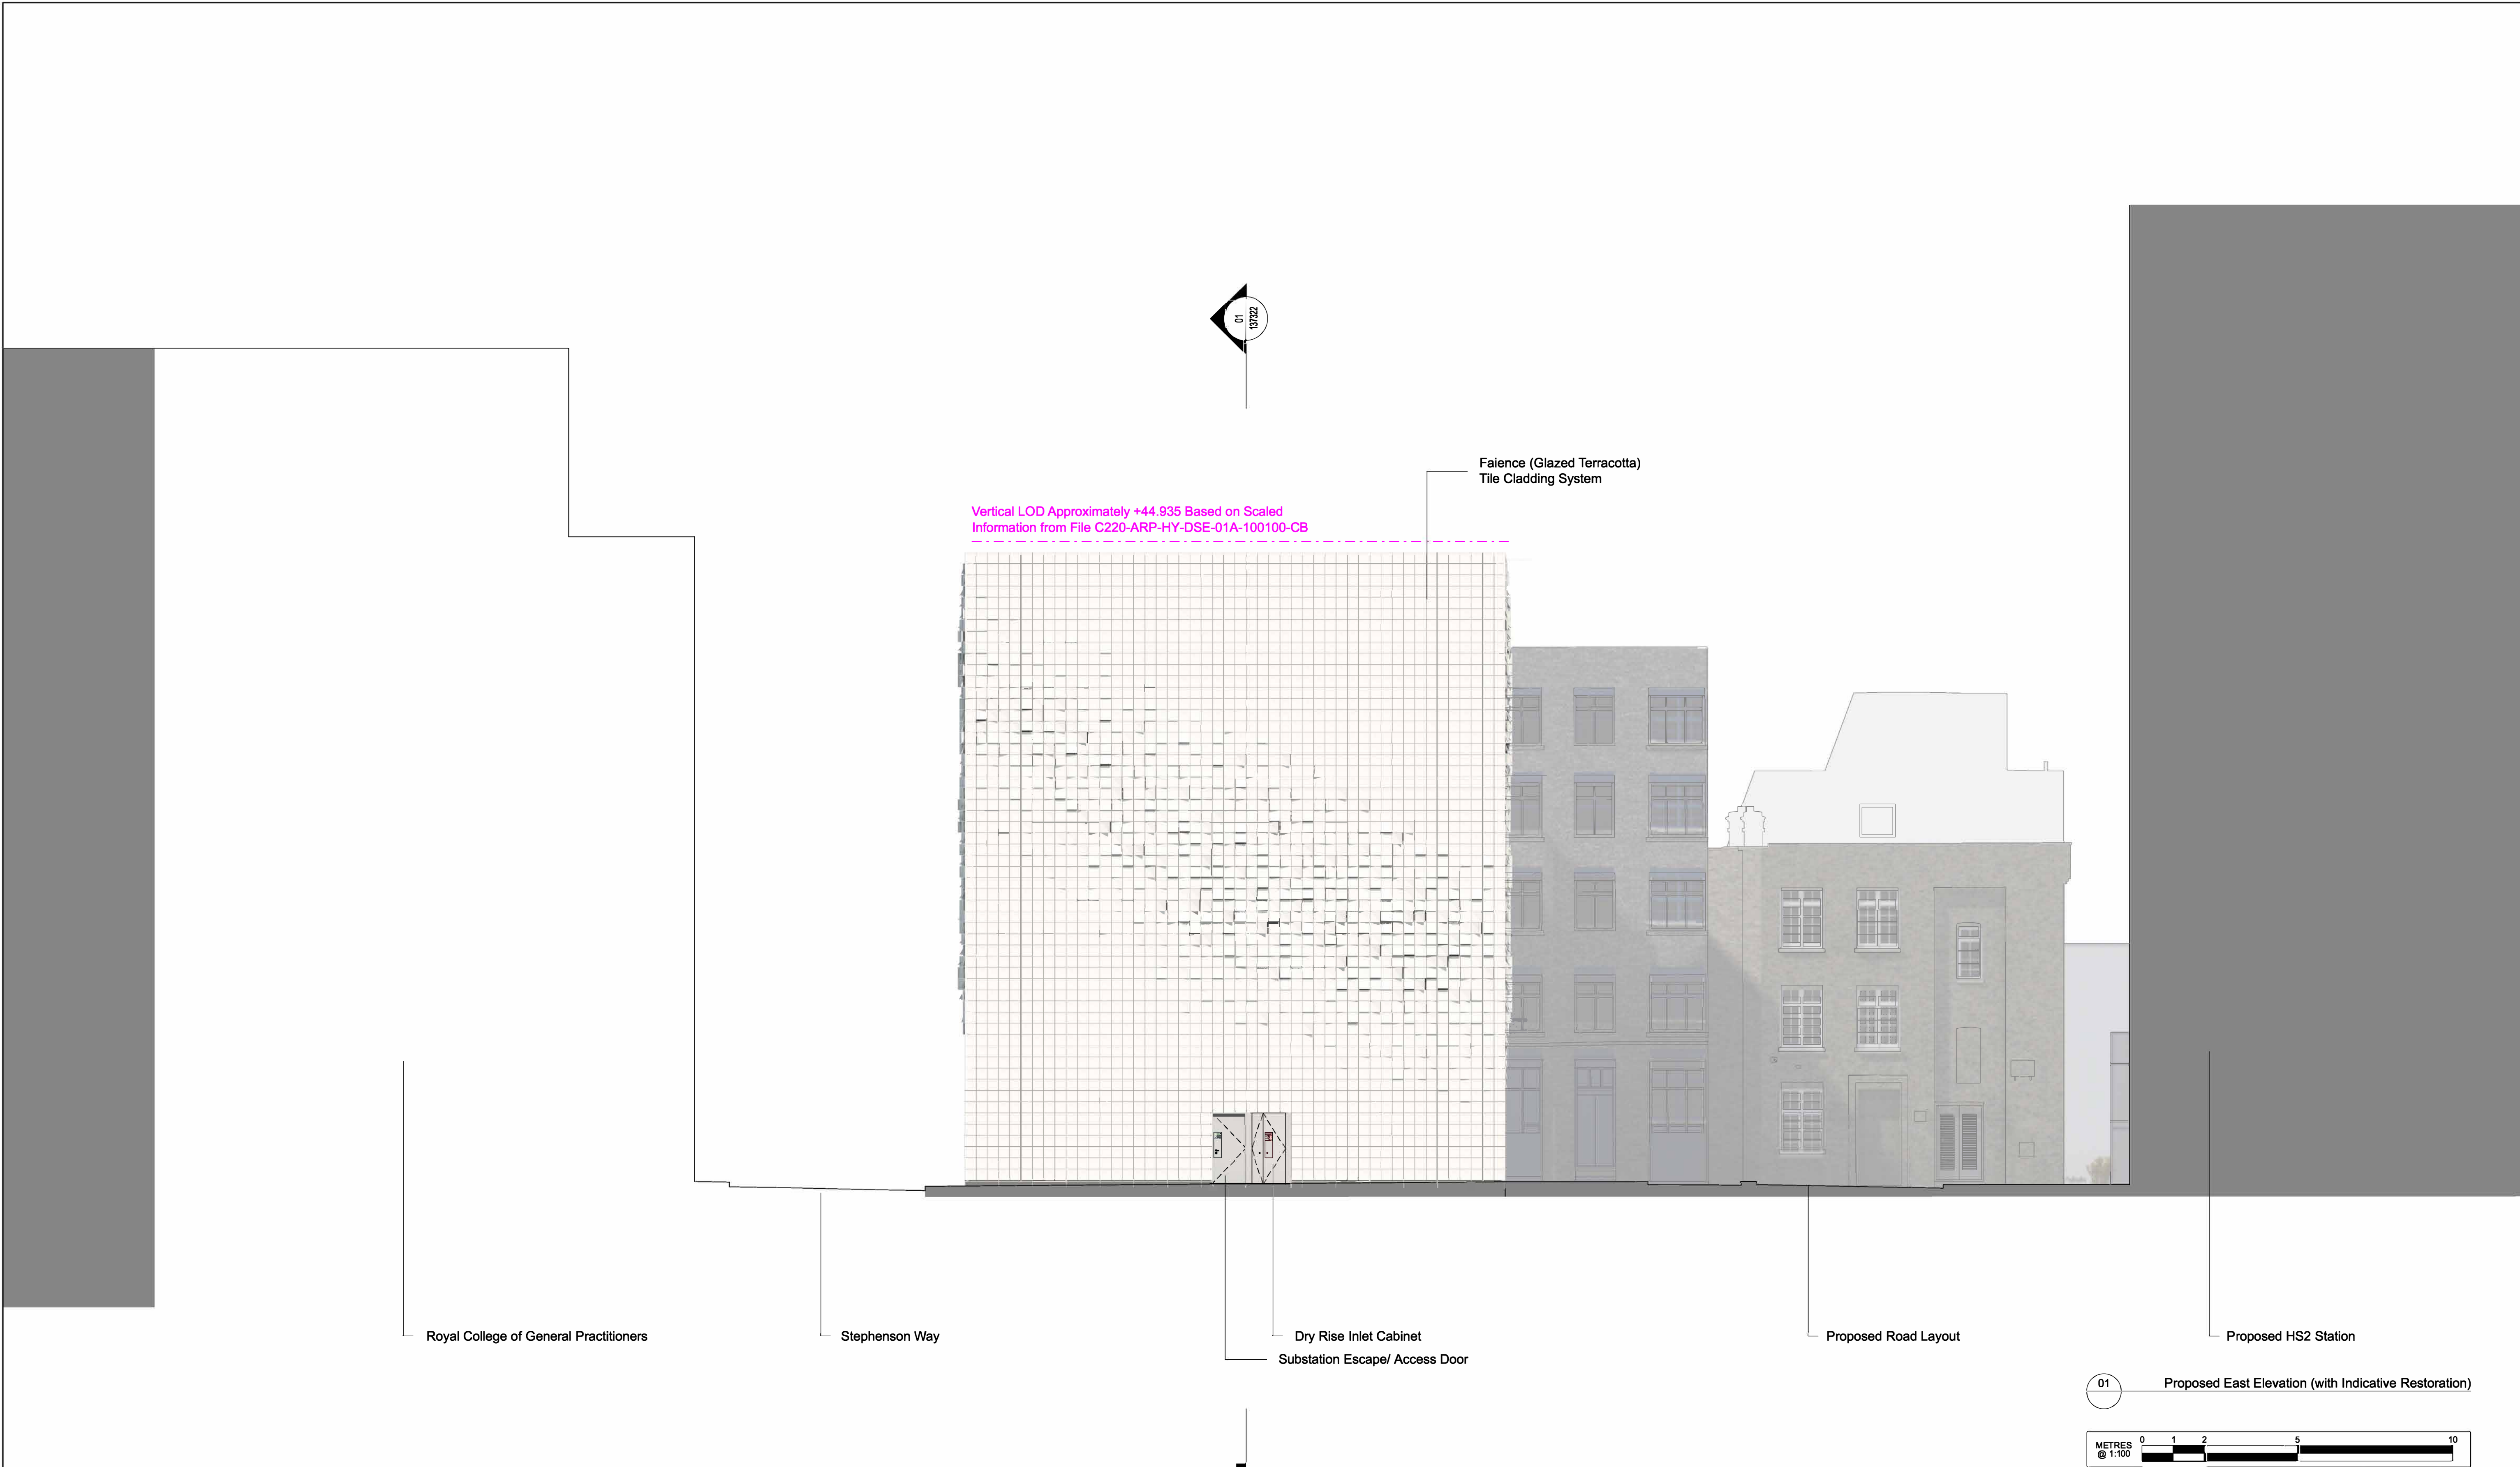 01
137322
Faience (Glazed Terracotta)
Tile Cladding System
Vertical LOD Approximately +44.935 Based on Scaled
Information from File C220-ARP-HY-DSE-01A-100100-CB
Royal College of General Practitioners
Stephenson Way
Dry Rise Inlet Cabinet
Substation Escape/ Access Door
Proposed Road Layout
Proposed HS2 Station
01
Proposed East Elevation (with Indicative Restoration)
METRES
@ 1:100
0 1 2 5 10